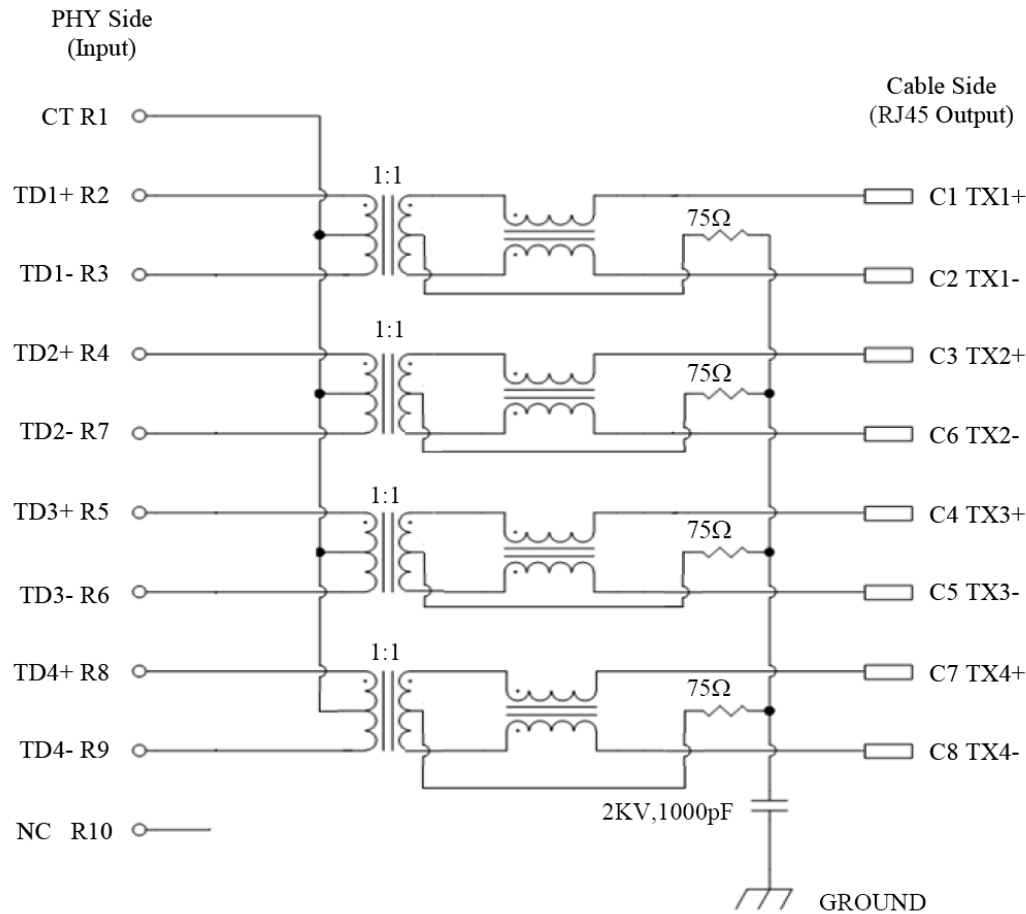 PHY Side
(Input)
Cable Side
(RJ45 Output)
CT R1
1:1
TD1+ R2
C1 TX1+
75Ω
TD1- R3
C2 TX1-
1:1
TD2+ R4
C3 TX2+
75Ω
TD2- R7
C6 TX2-
1:1
TD3+ R5
C4 TX3+
75Ω
TD3- R6
C5 TX3-
1:1
TD4+ R8
C7 TX4+
75Ω
TD4- R9
C8 TX4-
2KV,1000pF
NC R10
GROUND